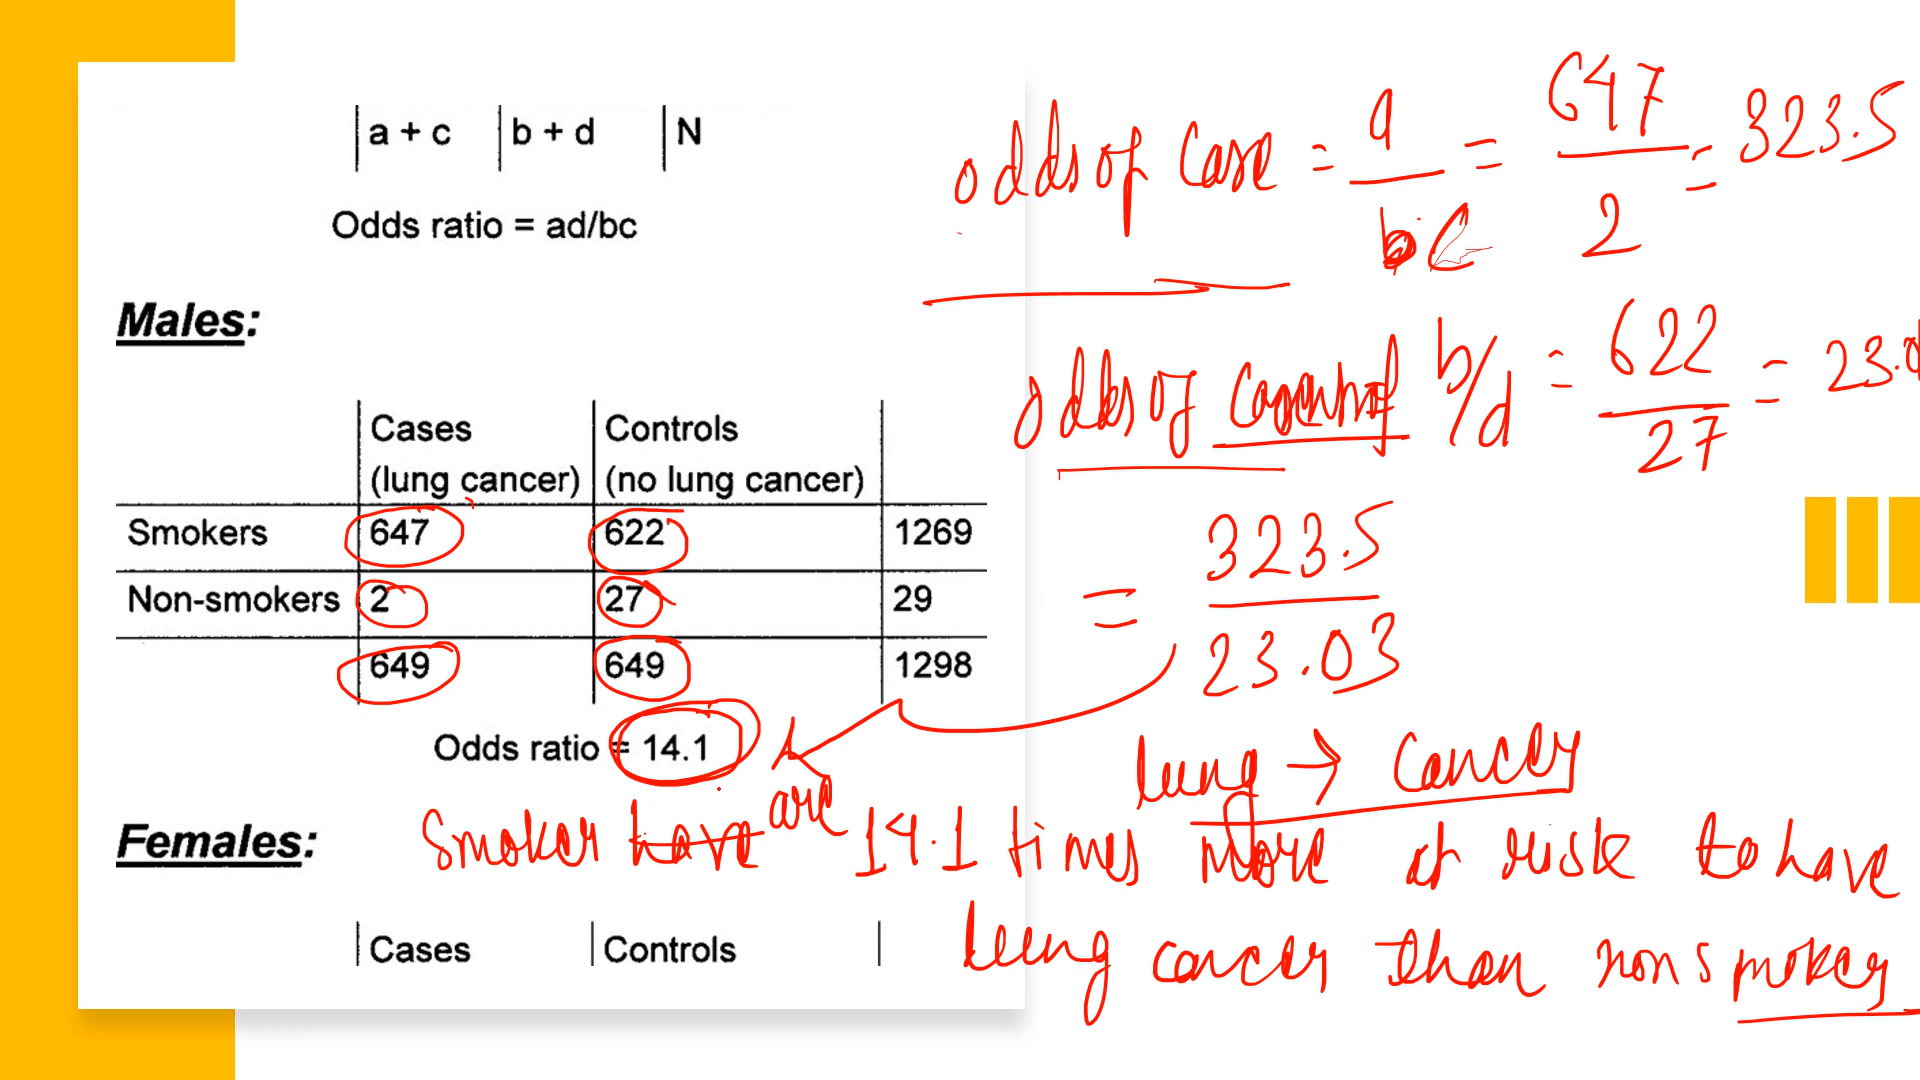 a + c b + d N
Odds ratio = ad/bc
odds of case = a/c = 647/2 = 323.5
Males:
odds of control b/d = 622/27 = 23.0
Cases (lung cancer) Controls (no lung cancer)
Smokers 647 622 1269
Non-smokers 2 27 29
649 649 1298
= 323.5/23.03
Odds ratio = 14.1
lung → cancer
Females:
Smoker have are 14.1 times more at risk to have
lung cancer than non smoker
Cases Controls